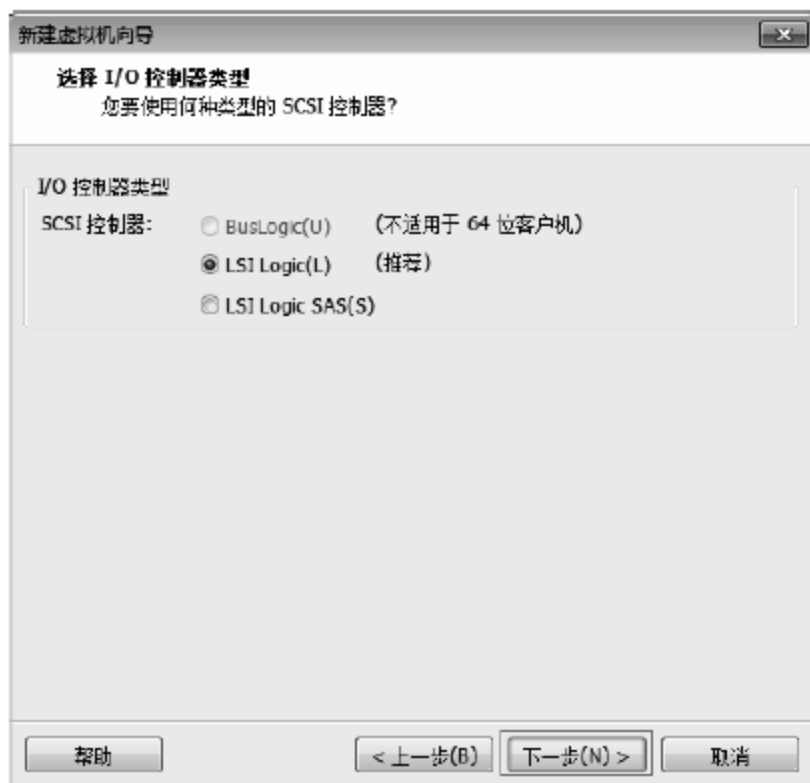 新建虚拟机向导
选择 I/O 控制器类型
您要使用何种类型的 SCSI 控制器?
I/O 控制器类型
SCSI 控制器: BusLogic(U) (不适用于 64 位客户机)
LSI Logic(L) (推荐)
LSI Logic SAS(S)
帮助 < 上一步(B) 下一步(N) > 取消